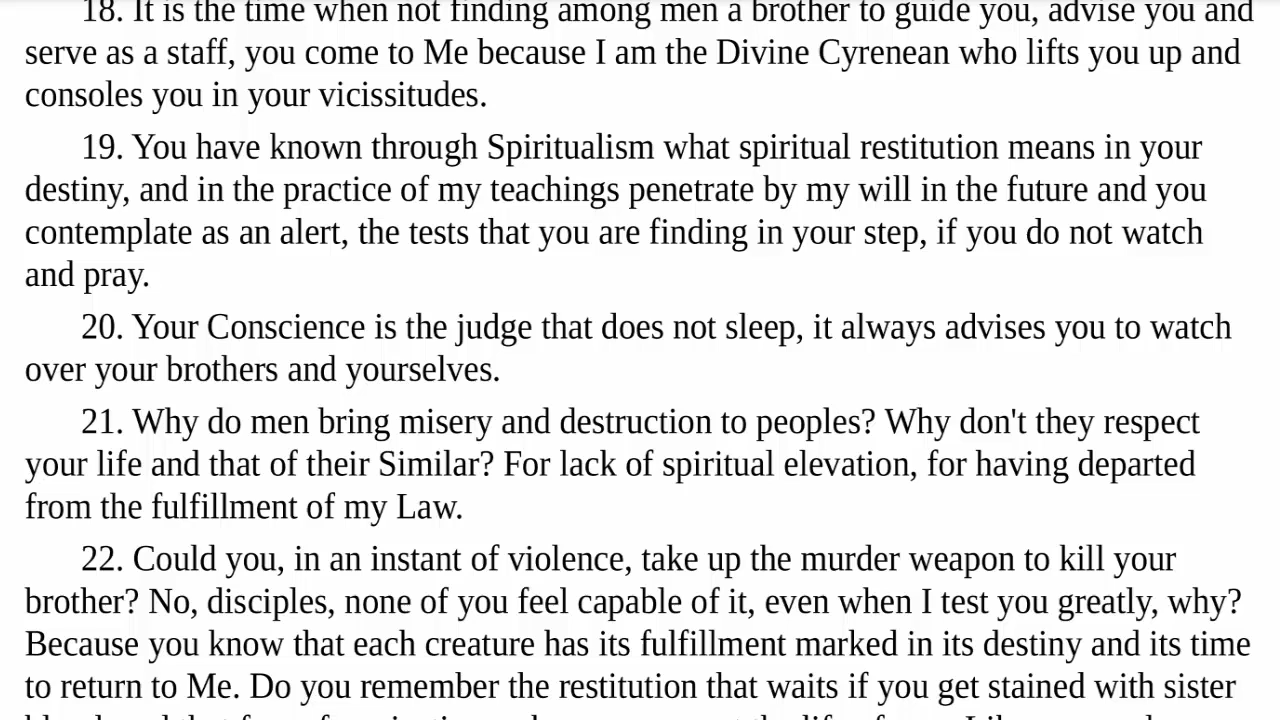 18. It is the time when not finding among men a brother to guide you, advise you and
serve as a staff, you come to Me because I am the Divine Cyrenean who lifts you up and
consoles you in your vicissitudes.
19. You have known through Spiritualism what spiritual restitution means in your
destiny, and in the practice of my teachings penetrate by my will in the future and you
contemplate as an alert, the tests that you are finding in your step, if you do not watch
and pray.
20. Your Conscience is the judge that does not sleep, it always advises you to watch
over your brothers and yourselves.
21. Why do men bring misery and destruction to peoples? Why don't they respect
your life and that of their Similar? For lack of spiritual elevation, for having departed
from the fulfillment of my Law.
22. Could you, in an instant of violence, take up the murder weapon to kill your
brother? No, disciples, none of you feel capable of it, even when I test you greatly, why?
Because you know that each creature has its fulfillment marked in its destiny and its time
to return to Me. Do you remember the restitution that waits if you get stained with sister